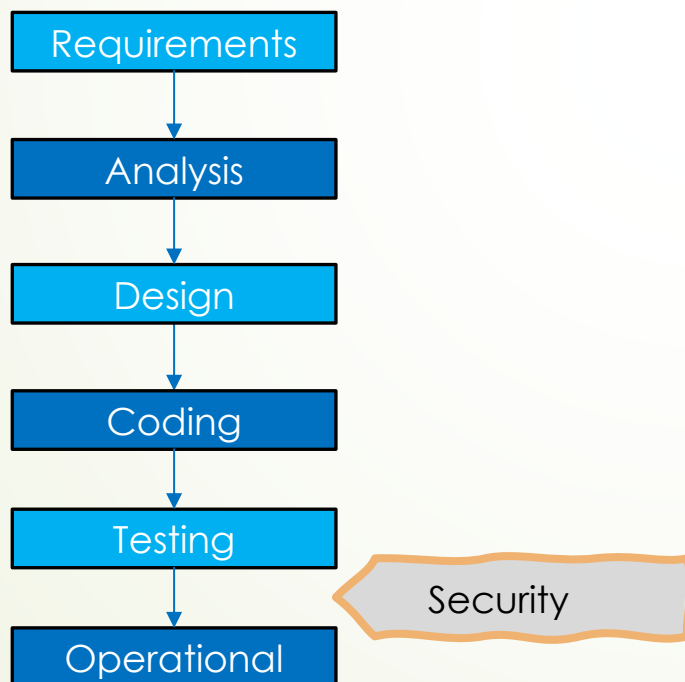 Requirements
Analysis
Design
Coding
Testing
Security
Operational